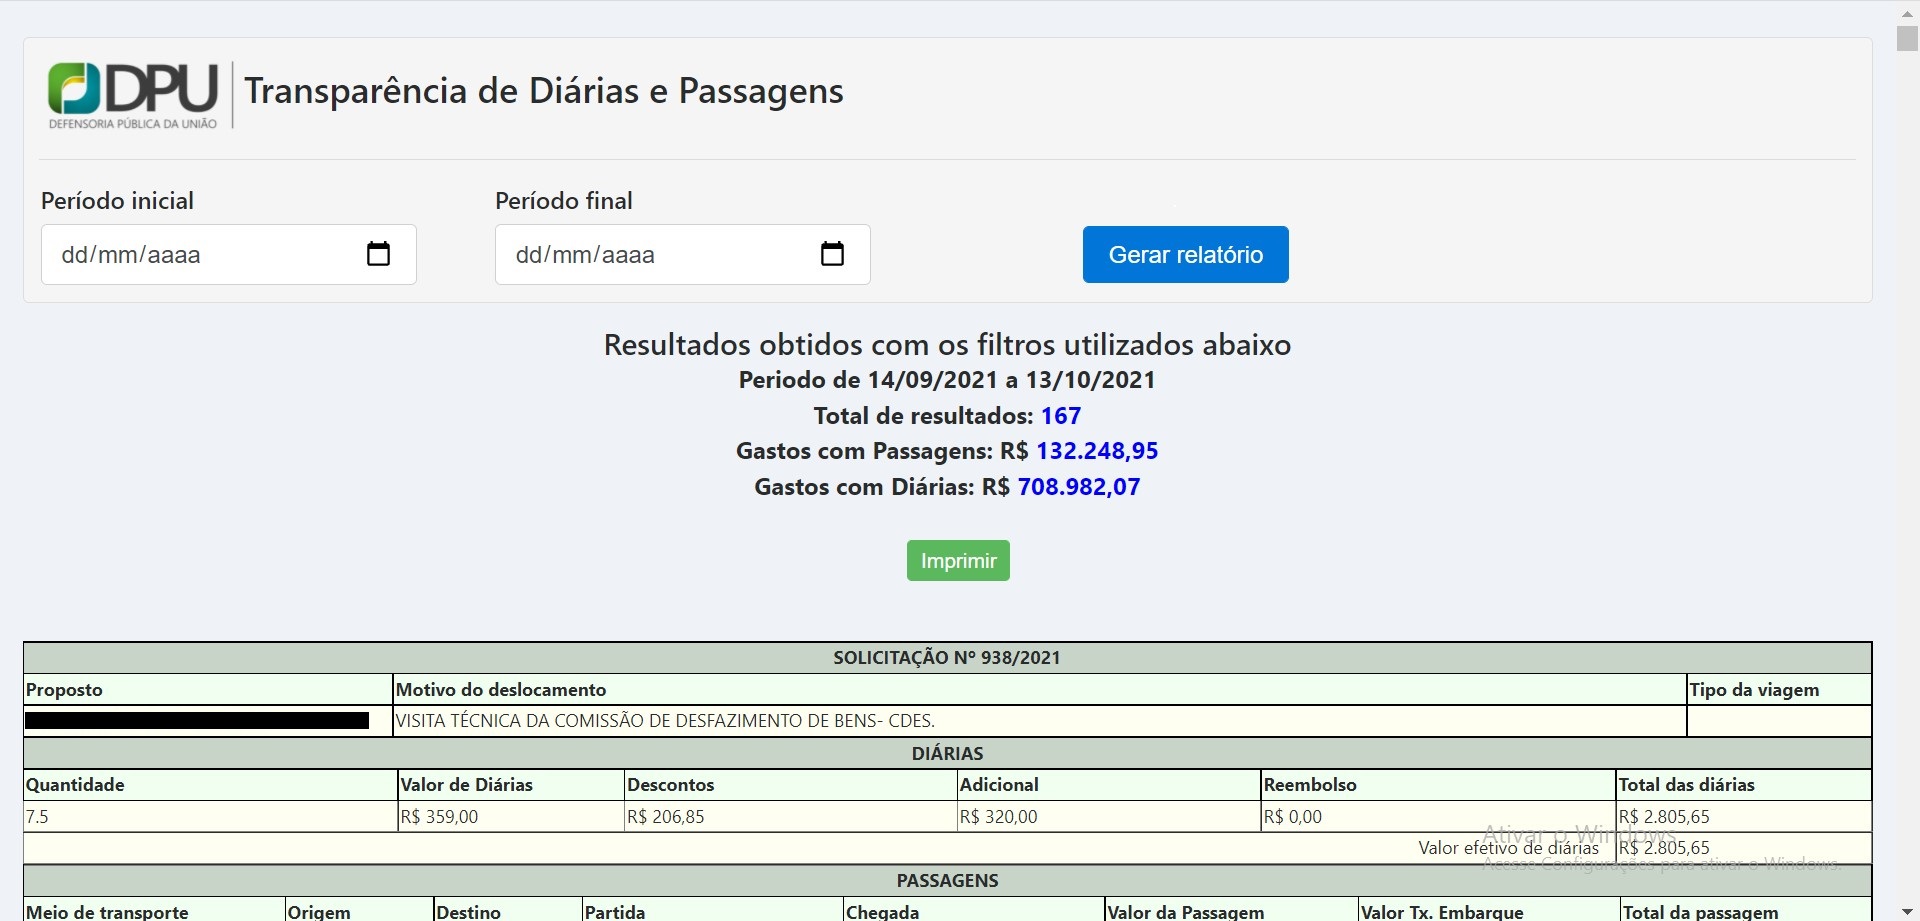 DPU
DEFENSORIA PÚBLICA DA UNIÃO
Transparência de Diárias e Passagens
Período inicial Período final
dd/mm/aaaa dd/mm/aaaa Gerar relatório
Resultados obtidos com os filtros utilizados abaixo
Periodo de 14/09/2021 a 13/10/2021
Total de resultados: 167
Gastos com Passagens: R$ 132.248,95
Gastos com Diárias: R$ 708.982,07
Imprimir
SOLICITAÇÃO Nº 938/2021
Proposto Motivo do deslocamento Tipo da viagem
VISITA TÉCNICA DA COMISSÃO DE DESFAZIMENTO DE BENS- CDES.
DIÁRIAS
Quantidade Valor de Diárias Descontos Adicional Reembolso Total das diárias
7.5 R$ 359,00 R$ 206,85 R$ 320,00 R$ 0,00 R$ 2.805,65
Ativar o Windows
Valor efetivo de diárias R$ 2.805,65
Acesse Configurações para ativar o Windows.
PASSAGENS
Meio de transporte Origem Destino Partida Chegada Valor da Passagem Valor Tx. Embarque Total da passagem